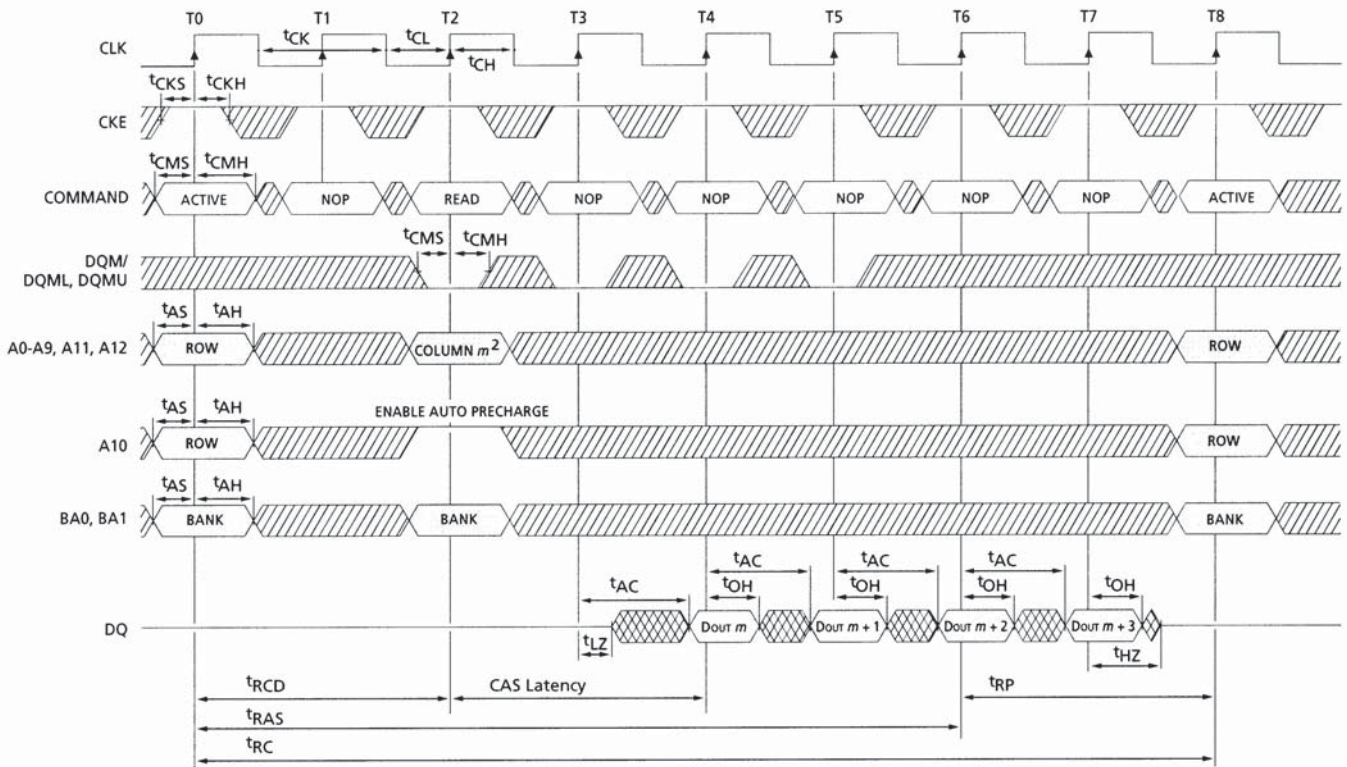 T0 T1 T2 T3 T4 T5 T6 T7 T8
CLK
tCK tCL
tCH
tCKS tCKH
CKE
tCMS tCMH
COMMAND ACTIVE NOP READ NOP NOP NOP NOP NOP ACTIVE
tCMS tCMH
DQM/
DQML, DQMU
tAS tAH
A0-A9, A11, A12 ROW COLUMN m² ROW
tAS tAH ENABLE AUTO PRECHARGE
A10 ROW ROW
tAS tAH
BA0, BA1 BANK BANK BANK
tAC tAC tAC tAC
tOH tOH tOH tOH
DQ DOUT m DOUT m + 1 DOUT m + 2 DOUT m + 3
tLZ tHZ
tRCD CAS Latency tRP
tRAS
tRC